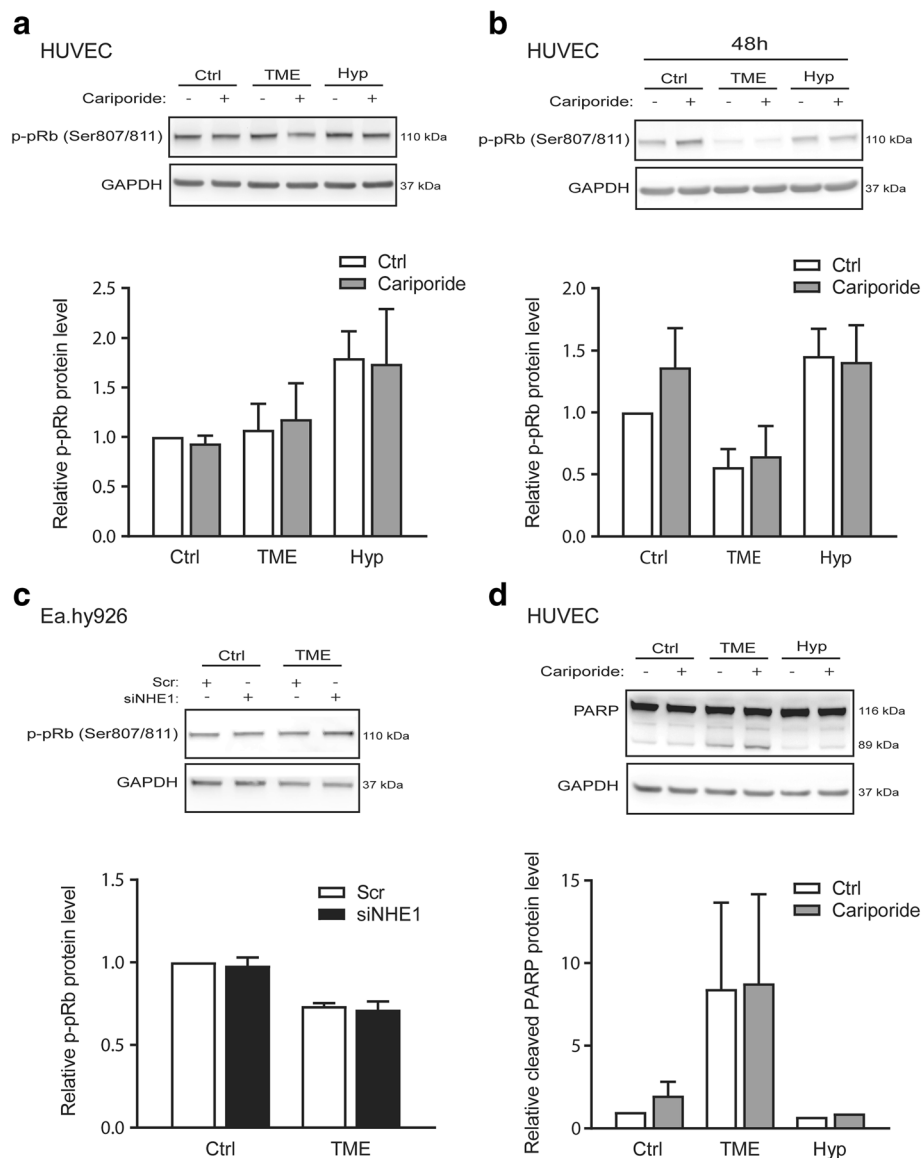 a
HUVEC
Ctrl TME Hyp
Cariporide: - + - + - +
p-pRb (Ser807/811) 110 kDa
GAPDH 37 kDa
Ctrl
Cariporide
Relative p-pRb protein level
2.5
2.0
1.5
1.0
0.5
0.0
Ctrl TME Hyp
b
HUVEC 48h
Ctrl TME Hyp
Cariporide: - + - + - +
p-pRb (Ser807/811) 110 kDa
GAPDH 37 kDa
Ctrl
Cariporide
Relative p-pRb protein level
2.0
1.5
1.0
0.5
0.0
Ctrl TME Hyp
c
Ea.hy926
Ctrl TME
Scr: + - + -
siNHE1: - + - +
p-pRb (Ser807/811) 110 kDa
GAPDH 37 kDa
Scr
siNHE1
Relative p-pRb protein level
1.5
1.0
0.5
0.0
Ctrl TME
d
HUVEC
Ctrl TME Hyp
Cariporide: - + - + - +
PARP 116 kDa
89 kDa
GAPDH 37 kDa
Ctrl
Cariporide
Relative cleaved PARP protein level
15
10
5
0
Ctrl TME Hyp